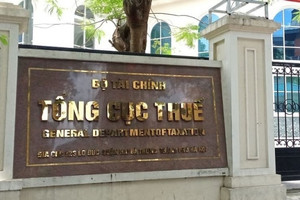 BỘ TÀI CHÍNH
TỔNG CỤC THUẾ
GENERAL DEPARTMENT OF TAXATION